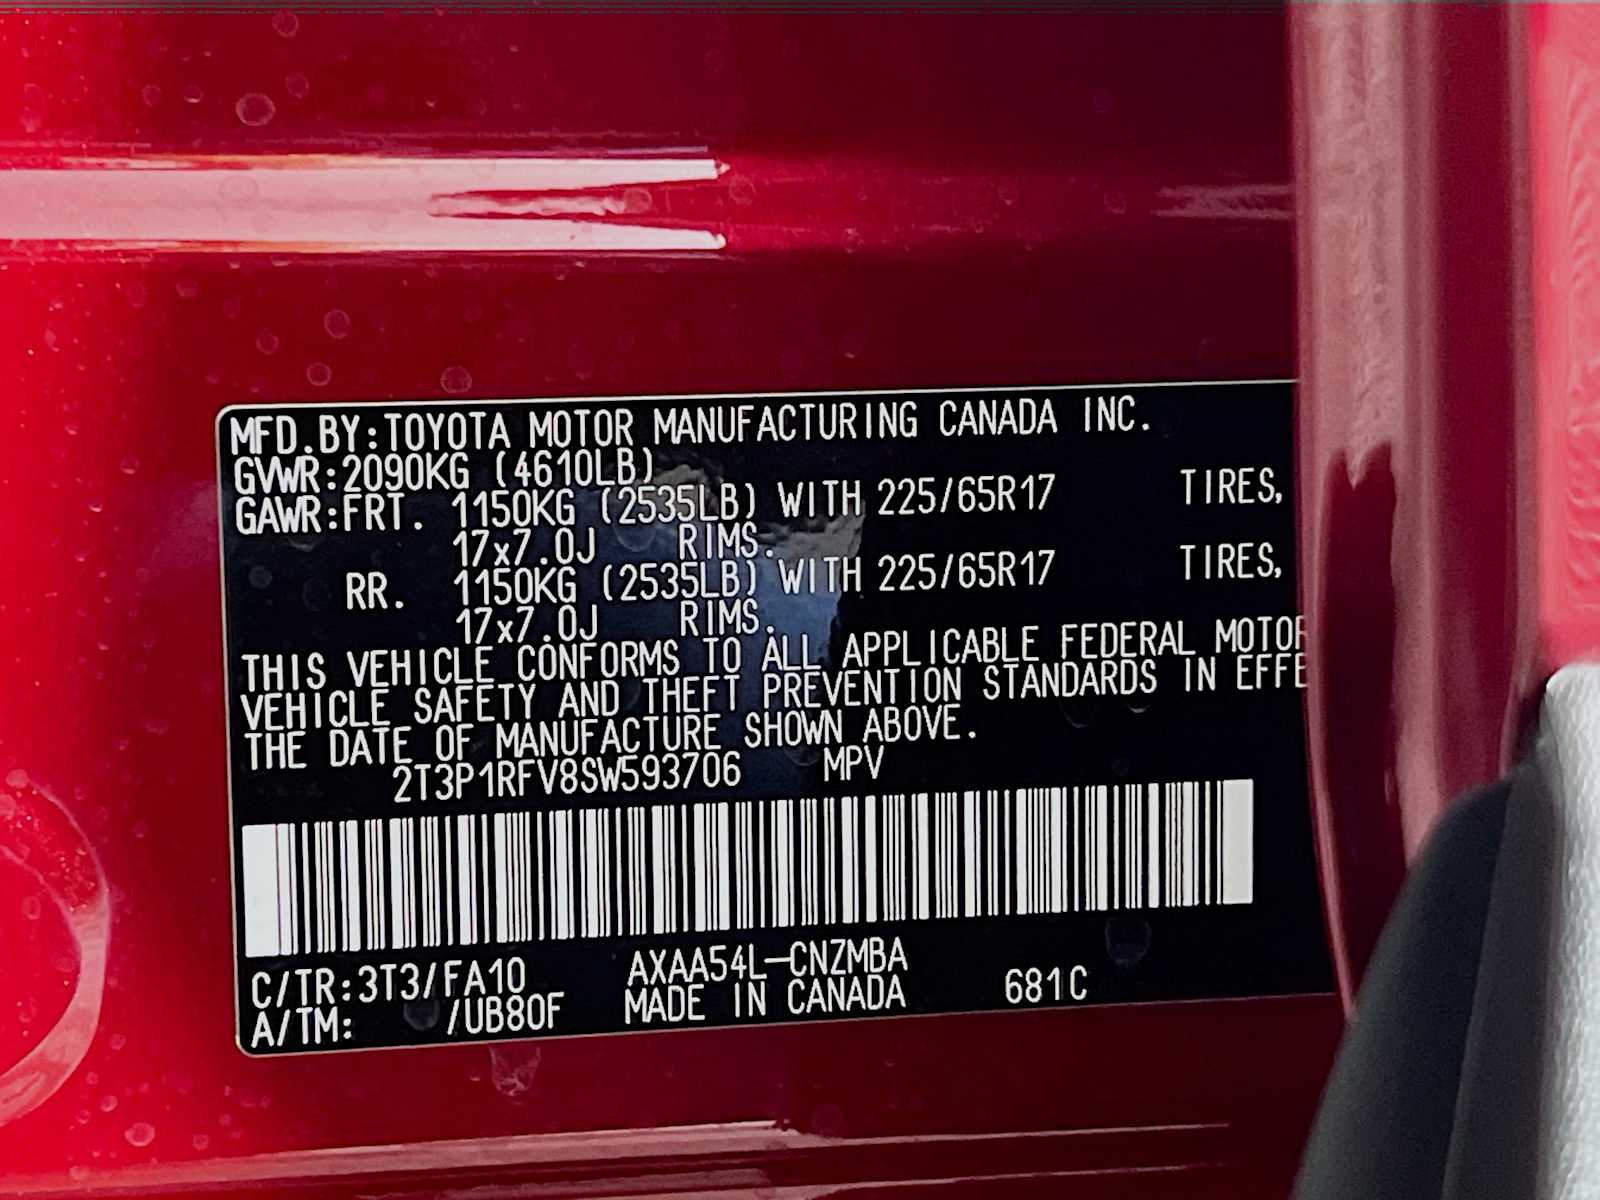 MFD.BY:TOYOTA MOTOR MANUFACTURING CANADA INC.
GVWR:2090KG (4610LB)
GAWR:FRT. 1150KG (2535LB) WITH 225/65R17 TIRES,
17x7.0J RIMS.
RR. 1150KG (2535LB) WITH 225/65R17 TIRES,
17x7.0J RIMS.
THIS VEHICLE CONFORMS TO ALL APPLICABLE FEDERAL MOTOR
VEHICLE SAFETY AND THEFT PREVENTION STANDARDS IN EFFE
THE DATE OF MANUFACTURE SHOWN ABOVE.
2T3P1RFV8SW593706 MPV
C/TR:3T3/FA10 AXAA54L-CNZMBA
A/TM: /UB80F MADE IN CANADA 681C